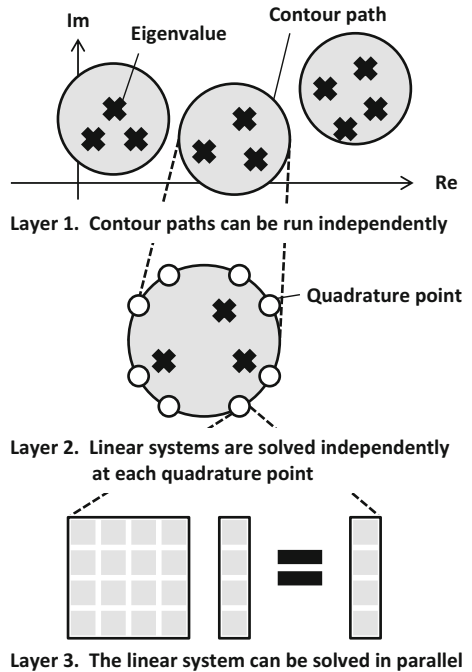 Im
Eigenvalue
Contour path
Re
Layer 1. Contour paths can be run independently
Quadrature point
Layer 2. Linear systems are solved independently
at each quadrature point
Layer 3. The linear system can be solved in parallel